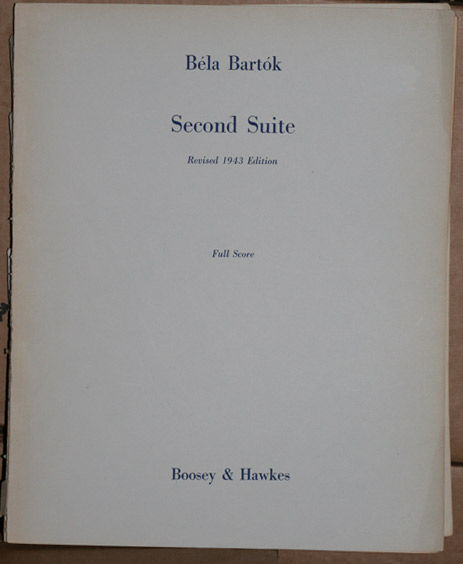 Béla Bartók
Second Suite
Revised 1943 Edition
Full Score
Boosey & Hawkes